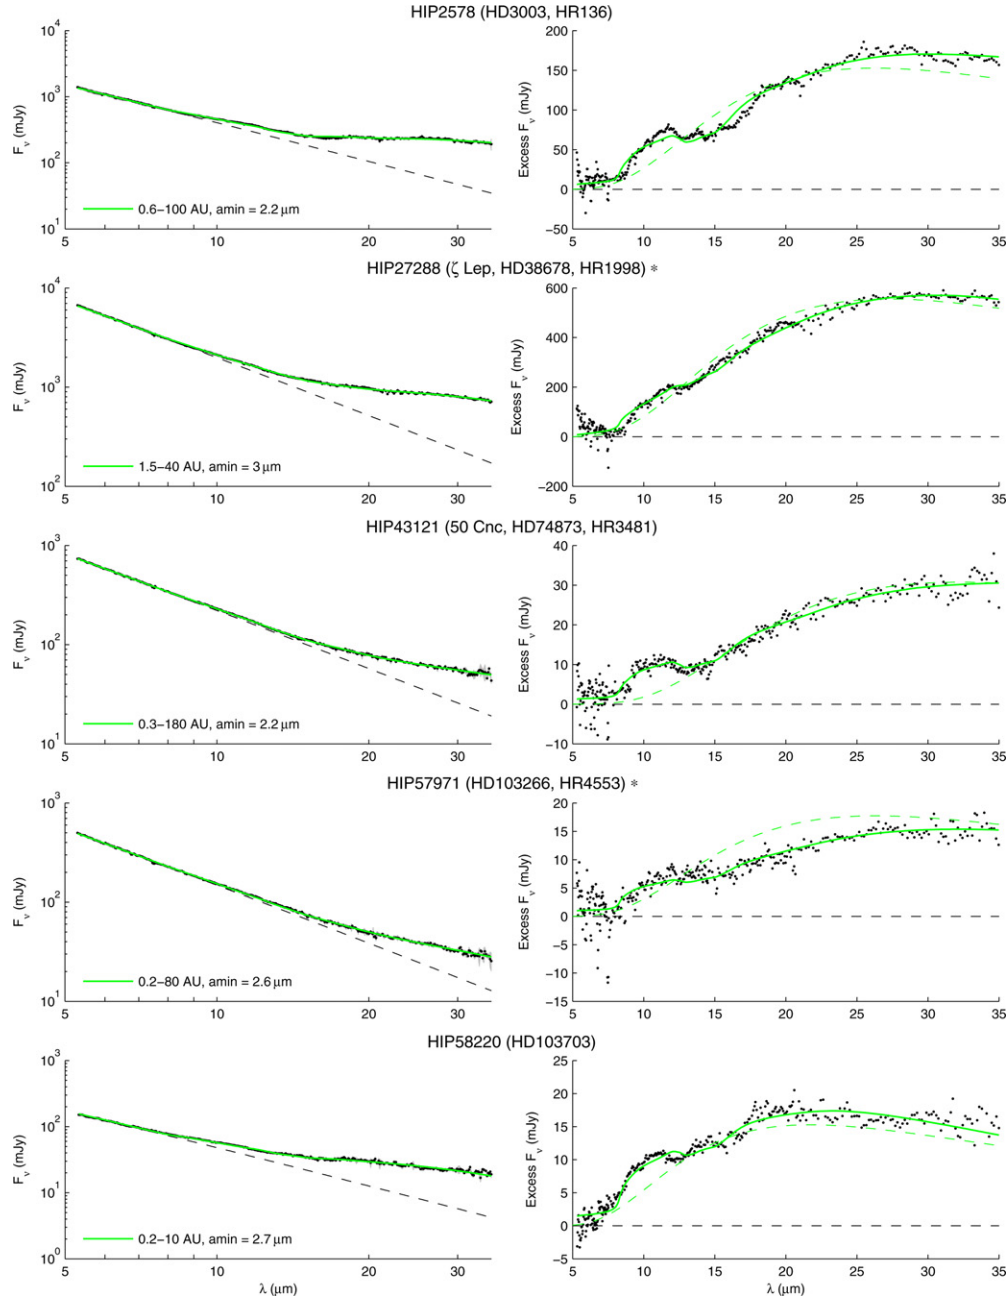 HIP2578 (HD3003, HR136)
10^4
10^3
10^2
10^1
F_ν (mJy)
0.6−100 AU, amin = 2.2 μm
5 10 20 30
200
150
100
50
0
−50
Excess F_ν (mJy)
5 10 15 20 25 30 35
HIP27288 (ζ Lep, HD38678, HR1998) *
10^4
10^3
10^2
F_ν (mJy)
1.5−40 AU, amin = 3 μm
5 10 20 30
600
400
200
0
−200
Excess F_ν (mJy)
5 10 15 20 25 30 35
HIP43121 (50 Cnc, HD74873, HR3481)
10^3
10^2
10^1
F_ν (mJy)
0.3−180 AU, amin = 2.2 μm
5 10 20 30
40
30
20
10
0
−10
Excess F_ν (mJy)
5 10 15 20 25 30 35
HIP57971 (HD103266, HR4553) *
10^3
10^2
10^1
F_ν (mJy)
0.2−80 AU, amin = 2.6 μm
5 10 20 30
20
15
10
5
0
−5
−10
−15
Excess F_ν (mJy)
5 10 15 20 25 30 35
HIP58220 (HD103703)
10^3
10^2
10^1
10^0
F_ν (mJy)
0.2−10 AU, amin = 2.7 μm
5 10 20 30
λ (μm)
25
20
15
10
5
0
−5
Excess F_ν (mJy)
5 10 15 20 25 30 35
λ (μm)